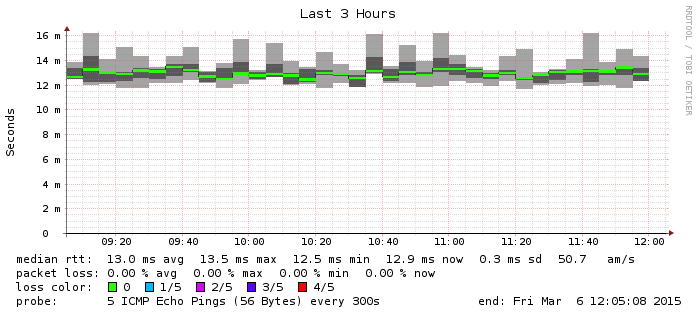 Last 3 Hours
RRDTOOL / TOBI OETIKER
Seconds
16 m
14 m
12 m
10 m
8 m
6 m
4 m
2 m
0
09:20 09:40 10:00 10:20 10:40 11:00 11:20 11:40 12:00
median rtt: 13.0 ms avg 13.5 ms max 12.5 ms min 12.9 ms now 0.3 ms sd 50.7 am/s
packet loss: 0.00 % avg 0.00 % max 0.00 % min 0.00 % now
loss color: 0 1/5 2/5 3/5 4/5
probe: 5 ICMP Echo Pings (56 Bytes) every 300s end: Fri Mar 6 12:05:08 2015